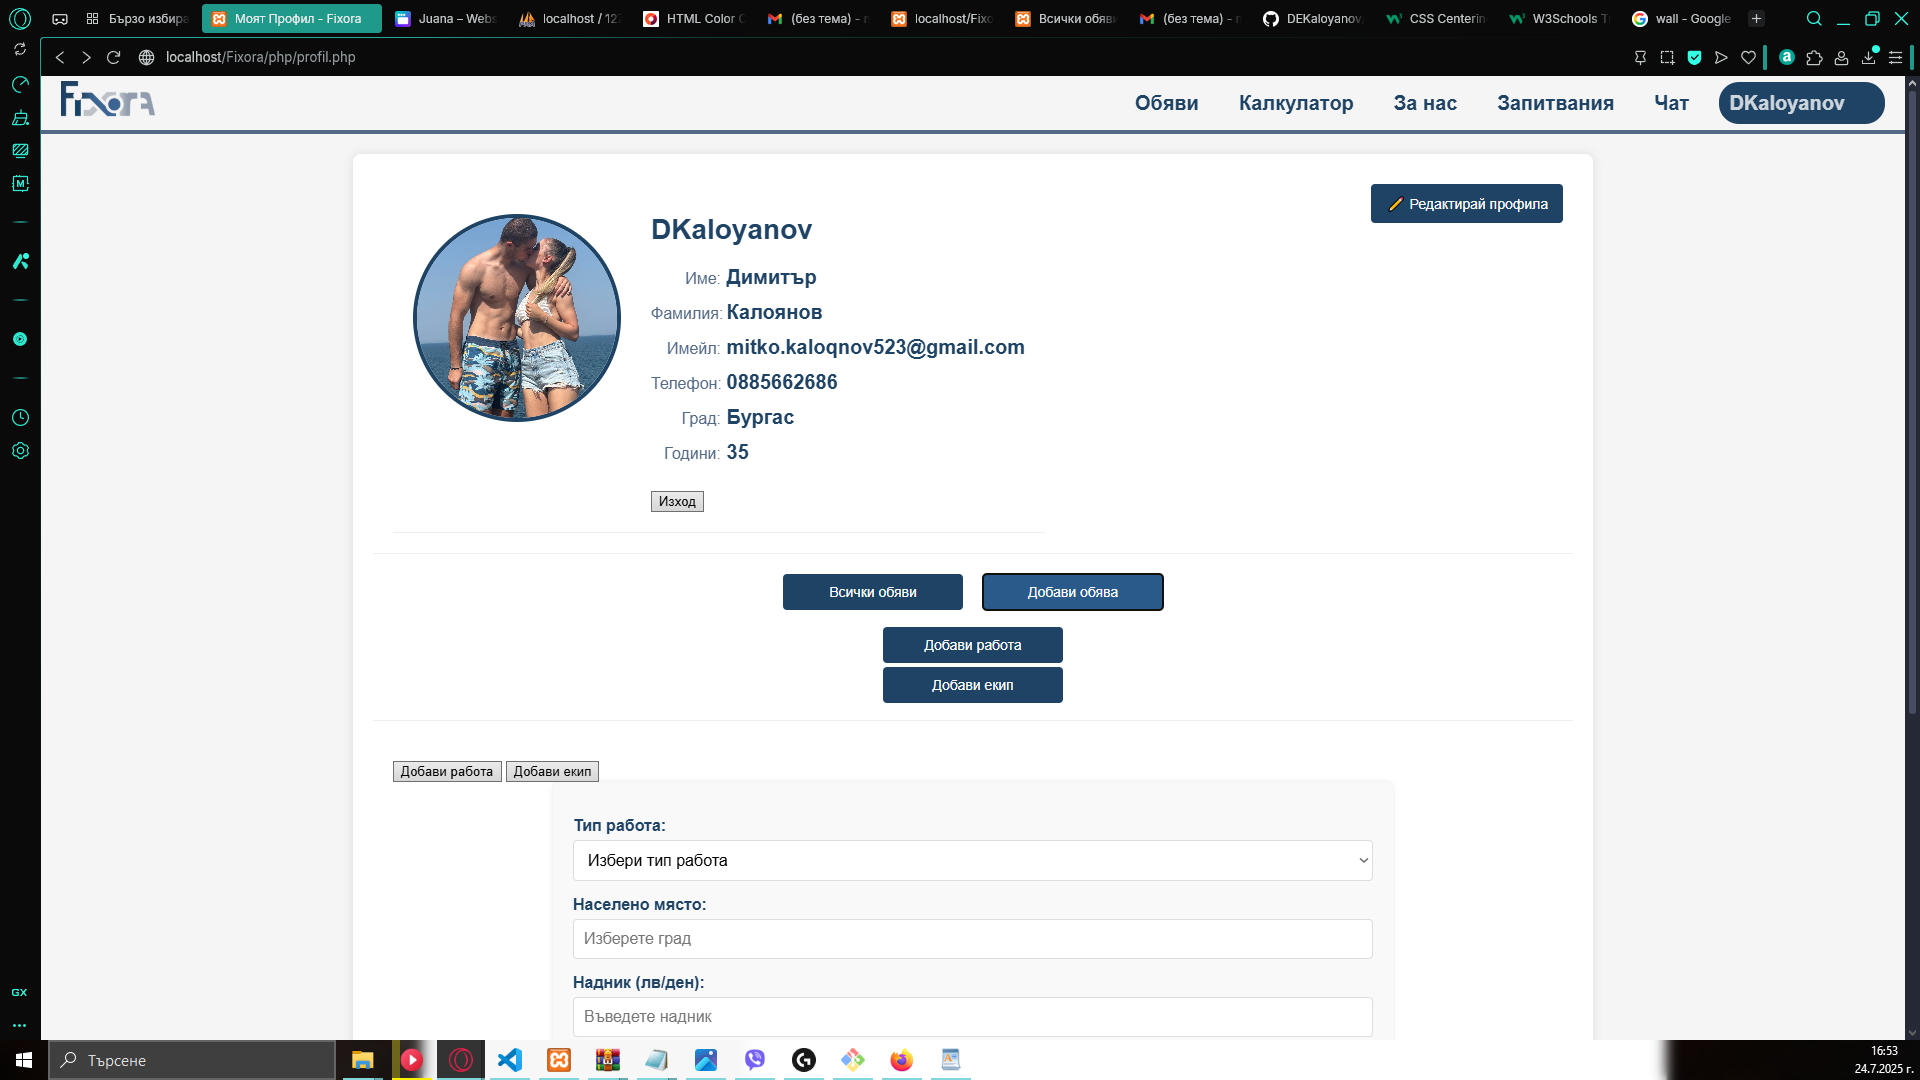 Бързо избира
Моят Профил - Fixora
Juana – Webs
localhost / 127
HTML Color C
(без тема) - m
localhost/Fixo
Всички обяви
(без тема) - m
DEKaloyanov
CSS Centerin
W3Schools T
wall - Google
localhost/Fixora/php/profil.php
Fixora
Обяви
Калкулатор
За нас
Запитвания
Чат
DKaloyanov
Редактирай профила
DKaloyanov
Име: Димитър
Фамилия: Калоянов
Имейл: mitko.kaloqnov523@gmail.com
Телефон: 0885662686
Град: Бургас
Години: 35
Изход
Всички обяви
Добави обява
Добави работа
Добави екип
Добави работа
Добави екип
Тип работа:
Избери тип работа
Населено място:
Изберете град
Надник (лв/ден):
Въведете надник
GX
Търсене
16:53
24.7.2025 г.